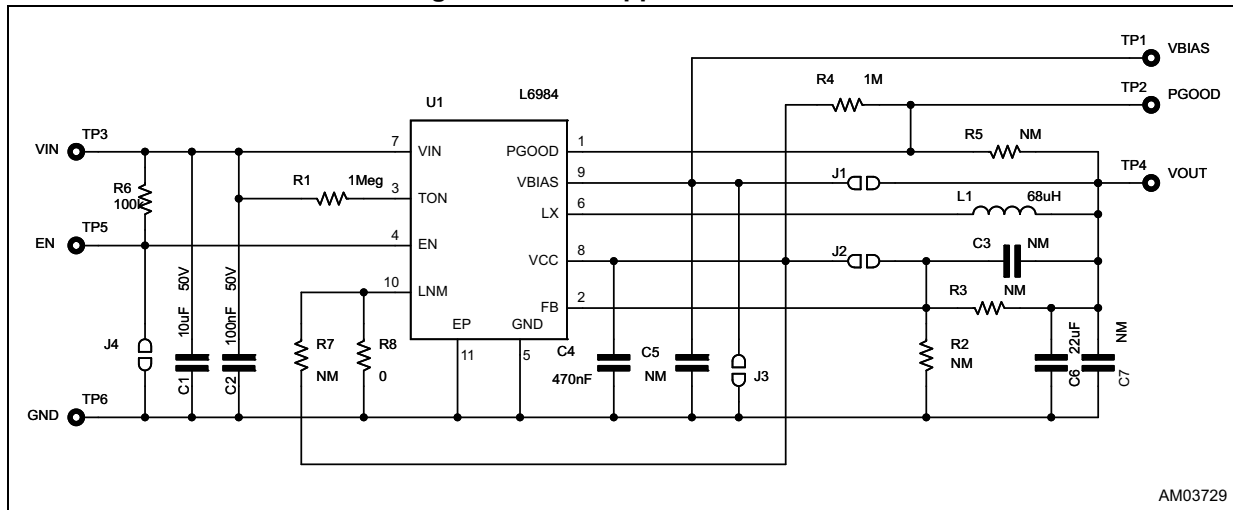 TP1
VBIAS
R4 1M
TP2
PGOOD
U1
L6984
R5 NM
TP3
VIN
7
VIN
PGOOD
1
R6
100k
R1 1Meg
3
TON
VBIAS
9
J1
TP4
VOUT
LX
6
L1 68uH
TP5
EN
4
EN
C3 NM
10uF 50V
100nF 50V
10
LNM
VCC
8
J2
R3 NM
FB
2
EP
GND
J4
R7
NM
R8
0
11
5
C4
470nF
C5
NM
R2
NM
22uF
NM
C1
C2
J3
C6
C7
TP6
GND
AM03729